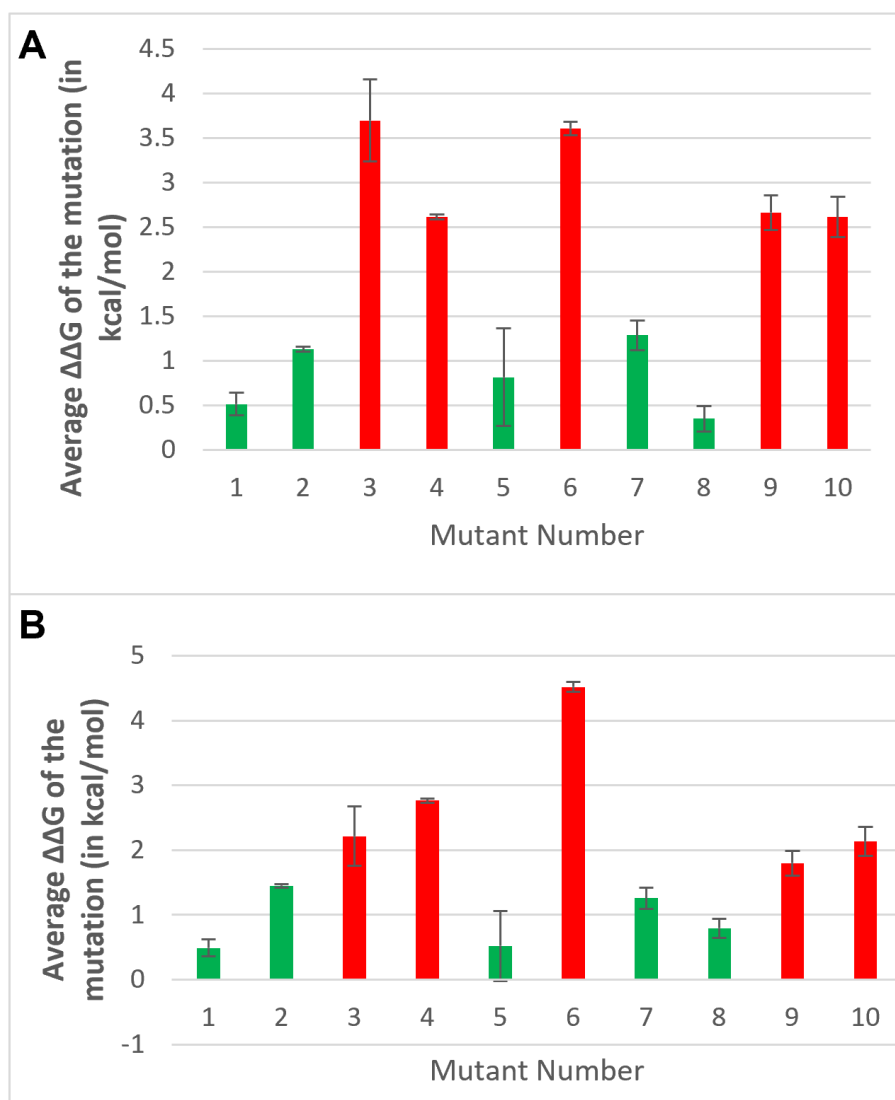 A
Average ΔΔG of the mutation (in
kcal/mol)
4.5
4
3.5
3
2.5
2
1.5
1
0.5
0
1 2 3 4 5 6 7 8 9 10
Mutant Number
B
Average ΔΔG of the
mutation (in kcal/mol)
5
4
3
2
1
0
-1
1 2 3 4 5 6 7 8 9 10
Mutant Number